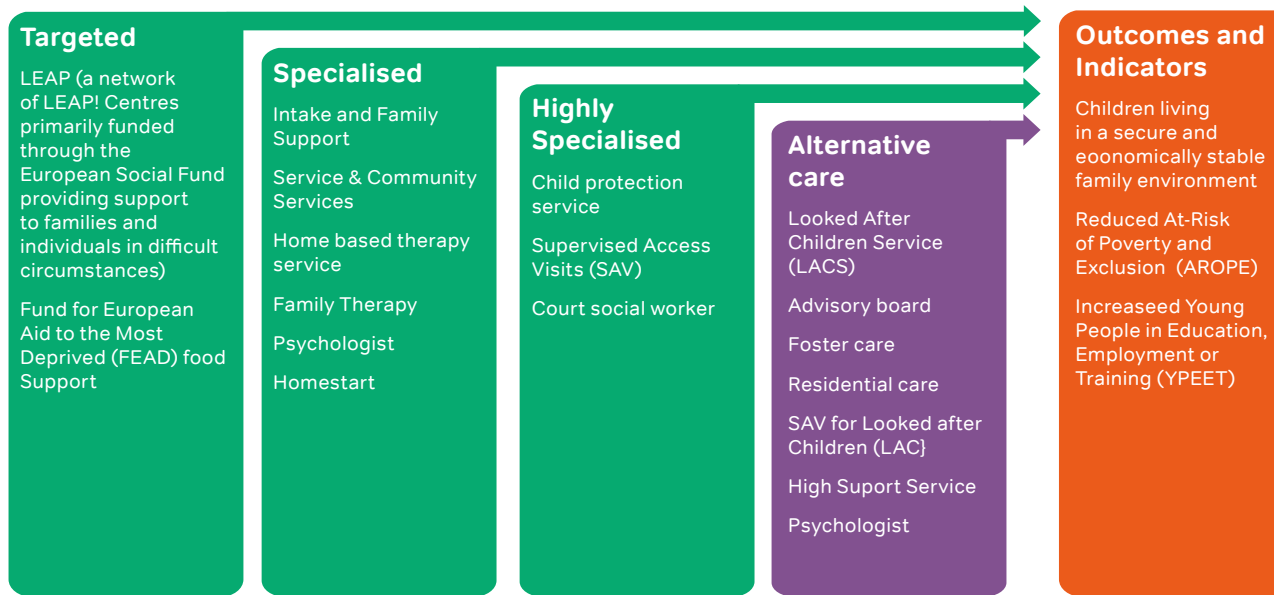 Targeted
LEAP (a network
of LEAP! Centres
primarily funded
through the
European Social Fund
providing support
to families and
individuals in difficult
circumstances)
Fund for European
Aid to the Most
Deprived (FEAD) food
Support
Specialised
Intake and Family
Support
Service & Community
Services
Home based therapy
service
Family Therapy
Psychologist
Homestart
Highly
Specialised
Child protection
service
Supervised Access
Visits (SAV)
Court social worker
Alternative
care
Looked After
Children Service
(LACS)
Advisory board
Foster care
Residential care
SAV for Looked after
Children (LAC}
High Suport Service
Psychologist
Outcomes and
Indicators
Children living
in a secure and
eoonomically stable
family environment
Reduced At-Risk
of Poverty and
Exclusion (AROPE)
Increaseed Young
People in Education,
Employment or
Training (YPEET)